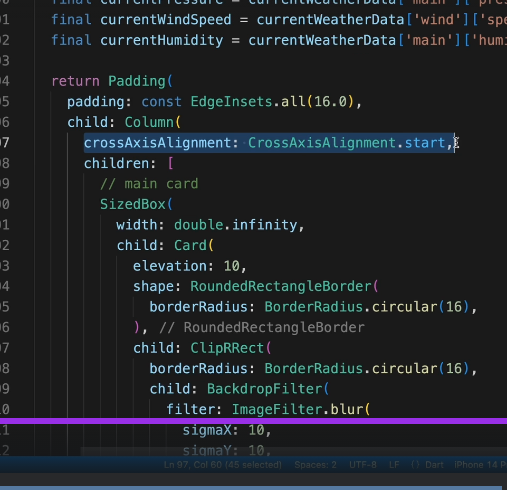 final currentPressure = currentWeatherData['main']['pres
final currentWindSpeed = currentWeatherData['wind']['spe
final currentHumidity = currentWeatherData['main']['humi
return Padding(
padding: const EdgeInsets.all(16.0),
child: Column(
crossAxisAlignment: CrossAxisAlignment.start,
children: [
// main card
SizedBox(
width: double.infinity,
child: Card(
elevation: 10,
shape: RoundedRectangleBorder(
borderRadius: BorderRadius.circular(16),
), // RoundedRectangleBorder
child: ClipRRect(
borderRadius: BorderRadius.circular(16),
child: BackdropFilter(
filter: ImageFilter.blur(
sigmaX: 10,
sigmaY: 10,
Ln 97, Col 60 (45 selected) Spaces: 2 UTF-8 LF {} Dart iPhone 14 P